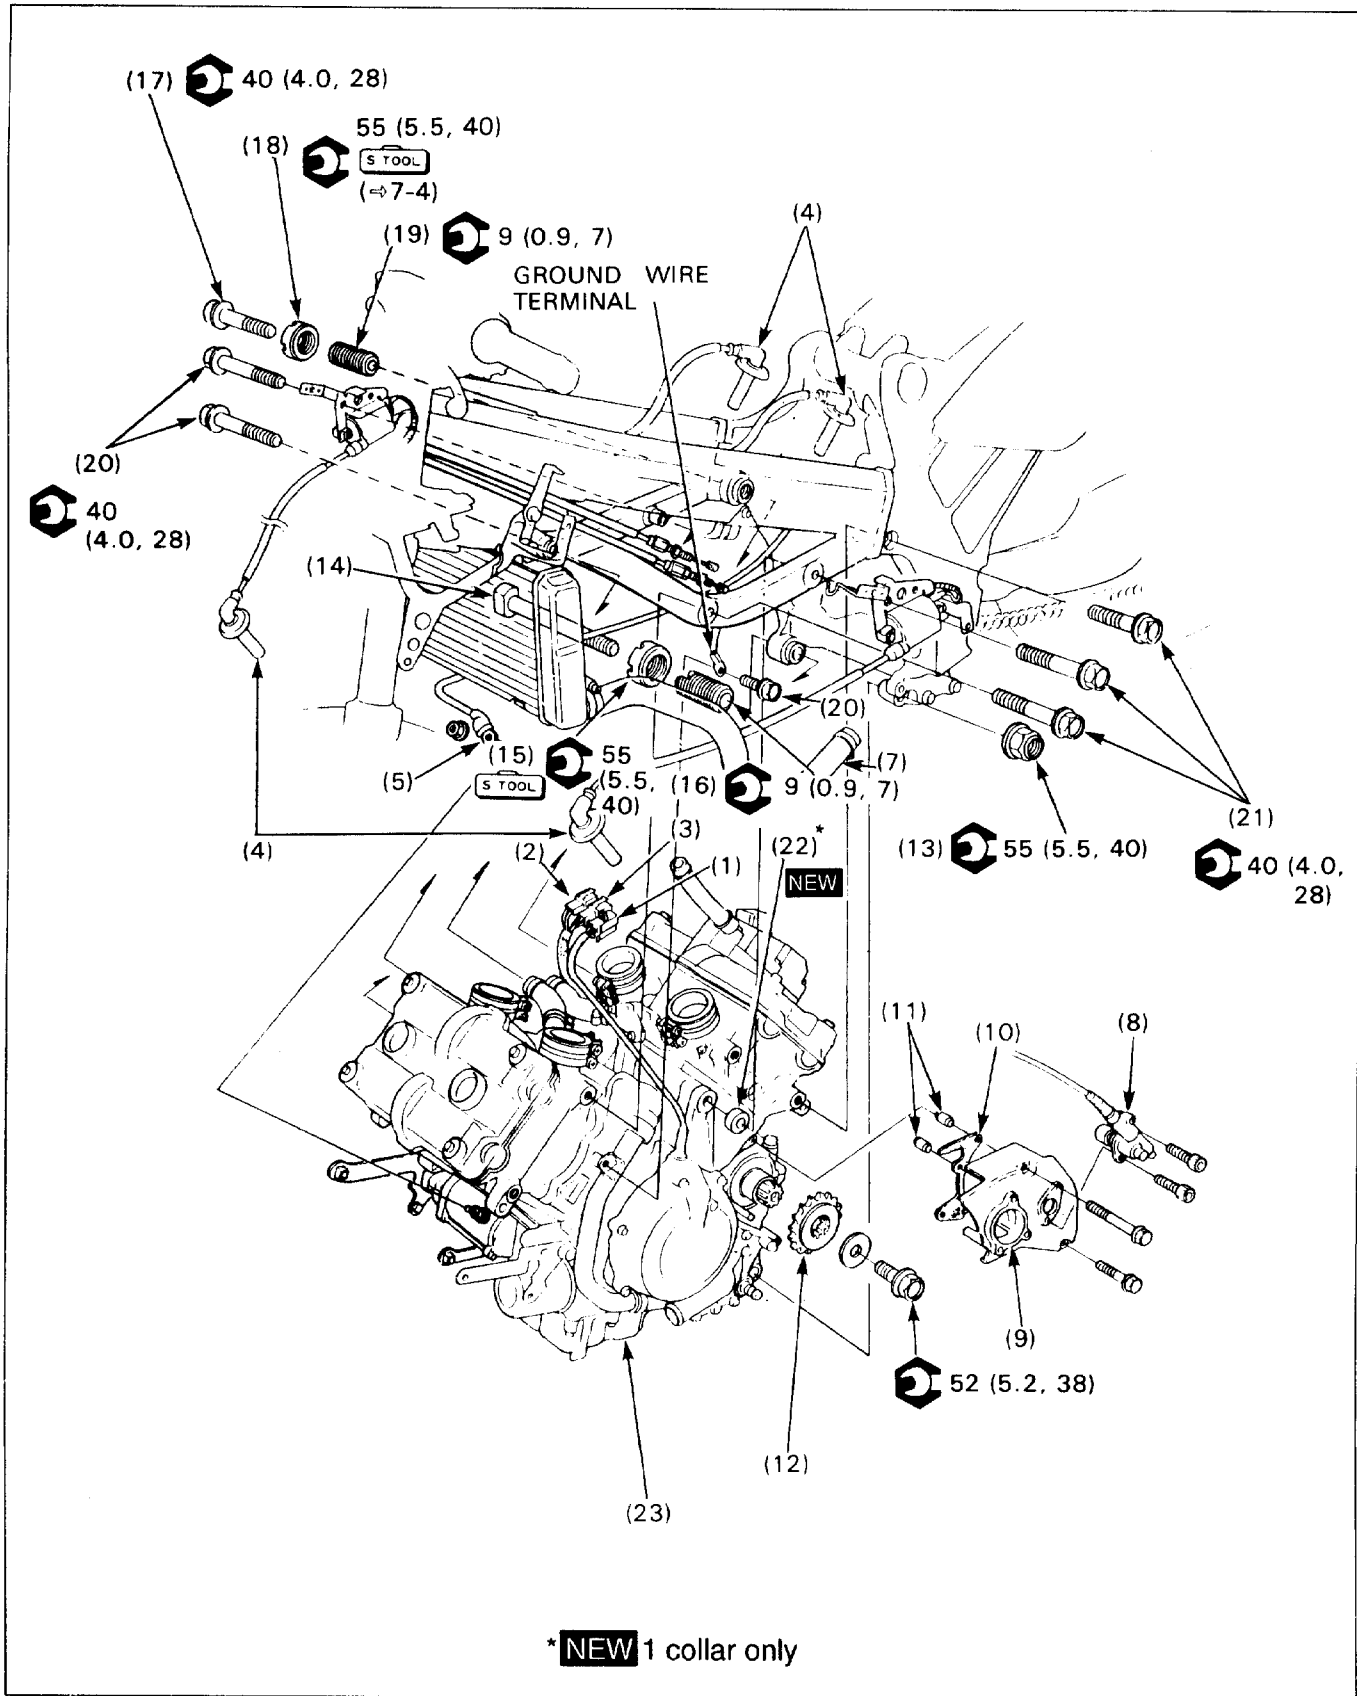 (17) 40 (4.0, 28)
55 (5.5, 40)
(18) S TOOL
(⇨7-4)
(19) 9 (0.9, 7)
(4)
GROUND WIRE
TERMINAL
(20)
40
(4.0, 28)
(14)
(20)
(5)
(15) 55
(5.5,
40)
S TOOL
(16) 9 (0.9, 7)
(7)
(21)
40 (4.0,
28)
(13) 55 (5.5, 40)
(4)
(2)
(3)
(1)
(22)*
NEW
(11)
(10)
(8)
(9)
52 (5.2, 38)
(12)
(23)
* NEW 1 collar only